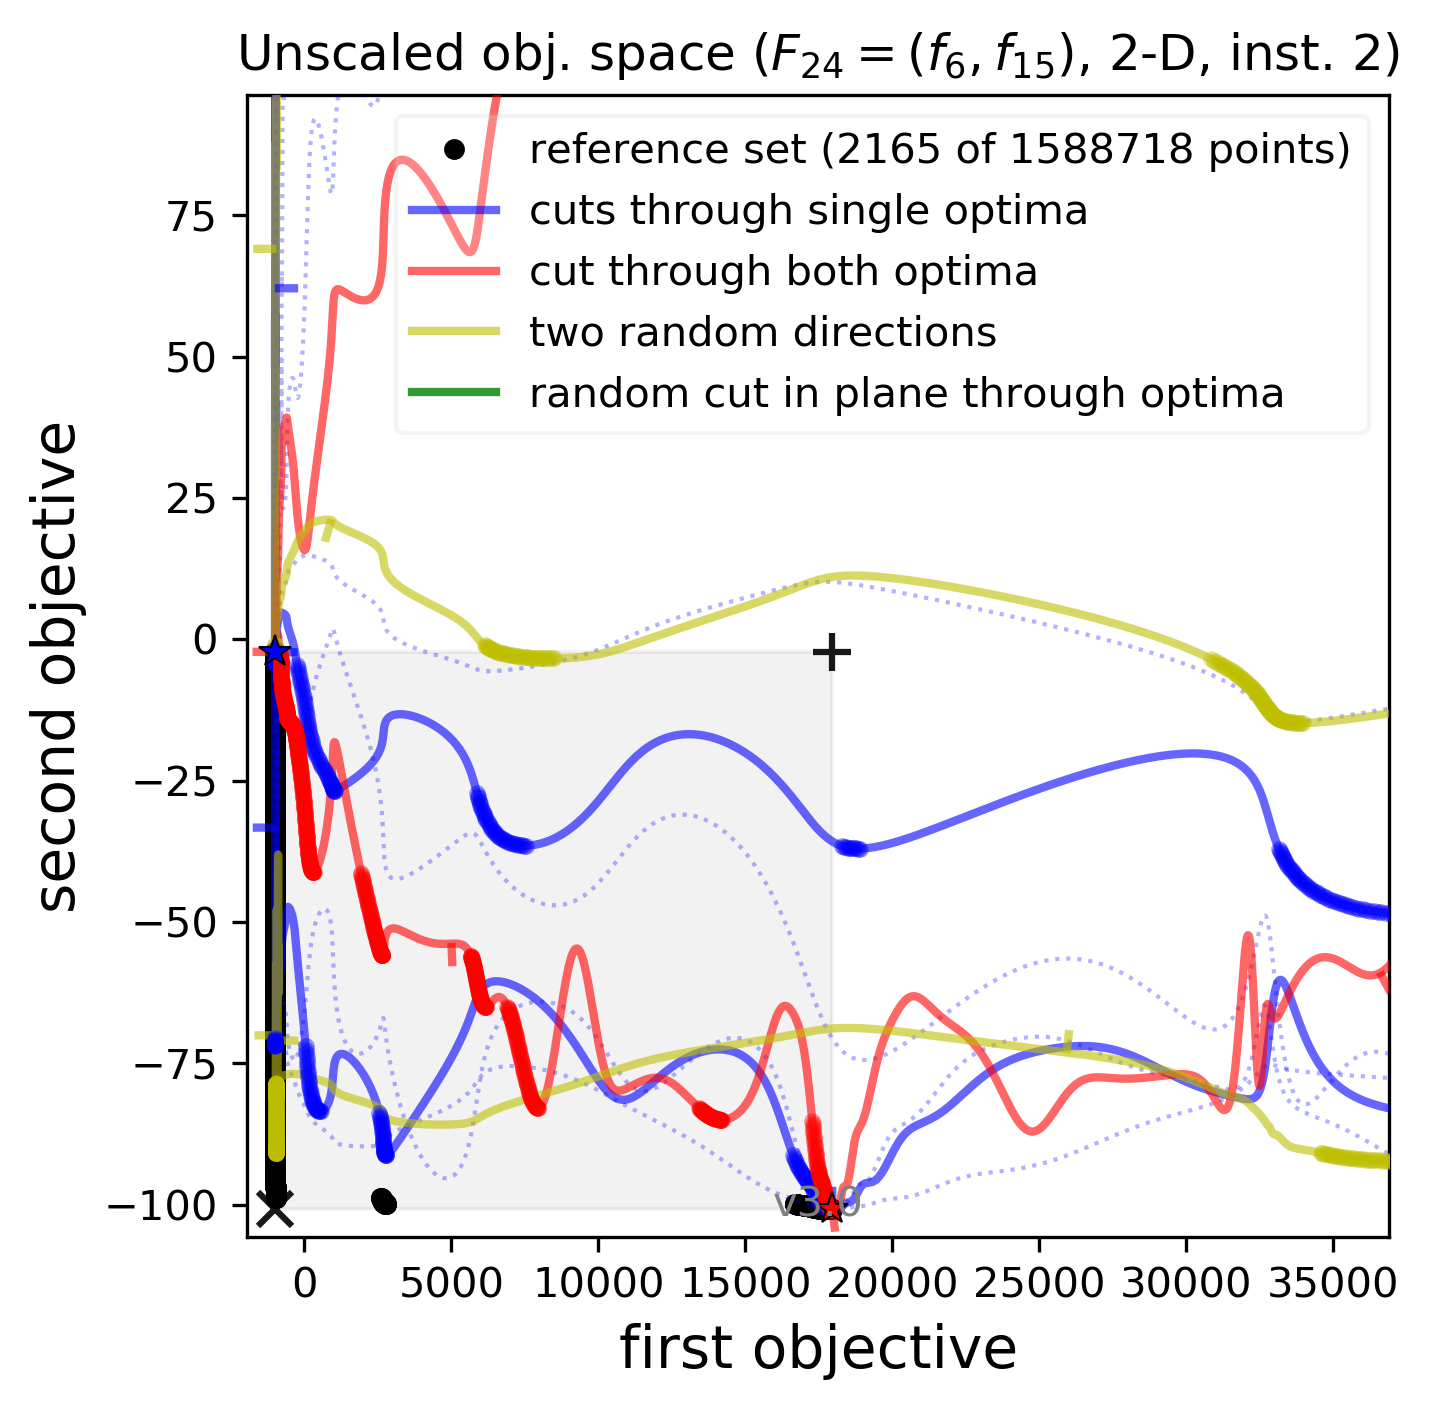 Unscaled obj. space (F₂₄ = (f₆, f₁₅), 2-D, inst. 2)
reference set (2165 of 1588718 points)
cuts through single optima
cut through both optima
two random directions
random cut in plane through optima
75
50
25
0
−25
−50
−75
−100
second objective
v3.0
0 5000 10000 15000 20000 25000 30000 35000
first objective